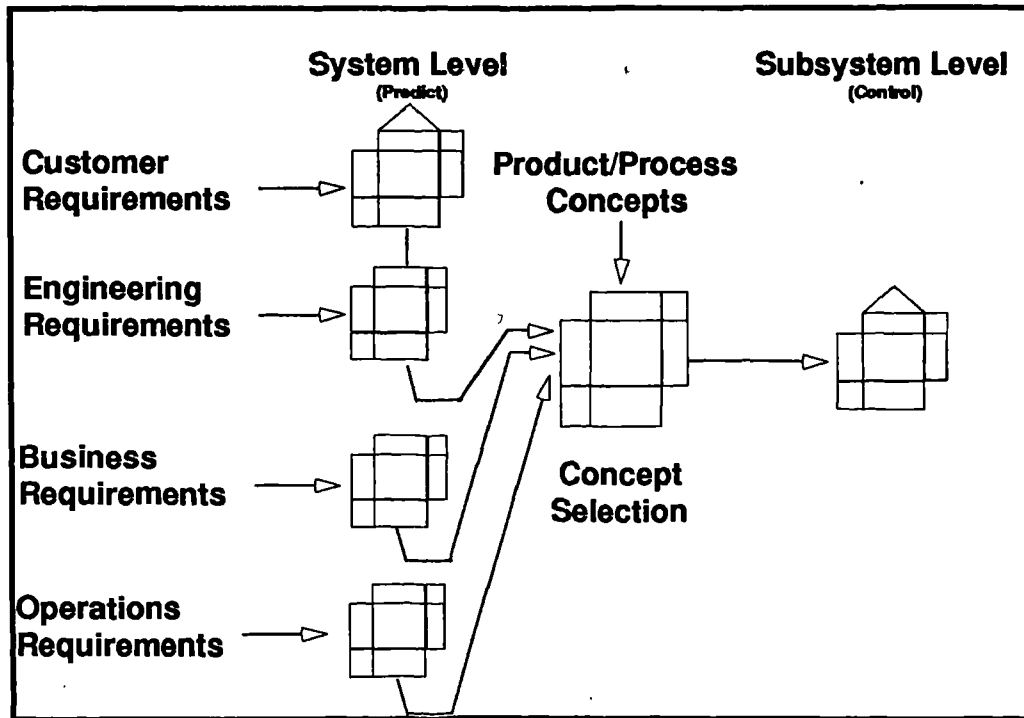 System Level
(Predict)
Subsystem Level
(Control)
Customer
Requirements
Product/Process
Concepts
Engineering
Requirements
Business
Requirements
Concept
Selection
Operations
Requirements